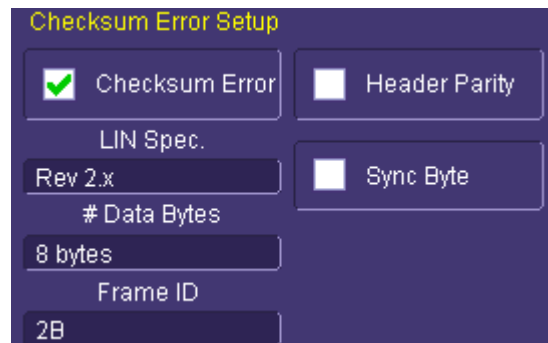 Checksum Error Setup
Checksum Error
Header Parity
LIN Spec.
Rev 2.x
Sync Byte
# Data Bytes
8 bytes
Frame ID
2B